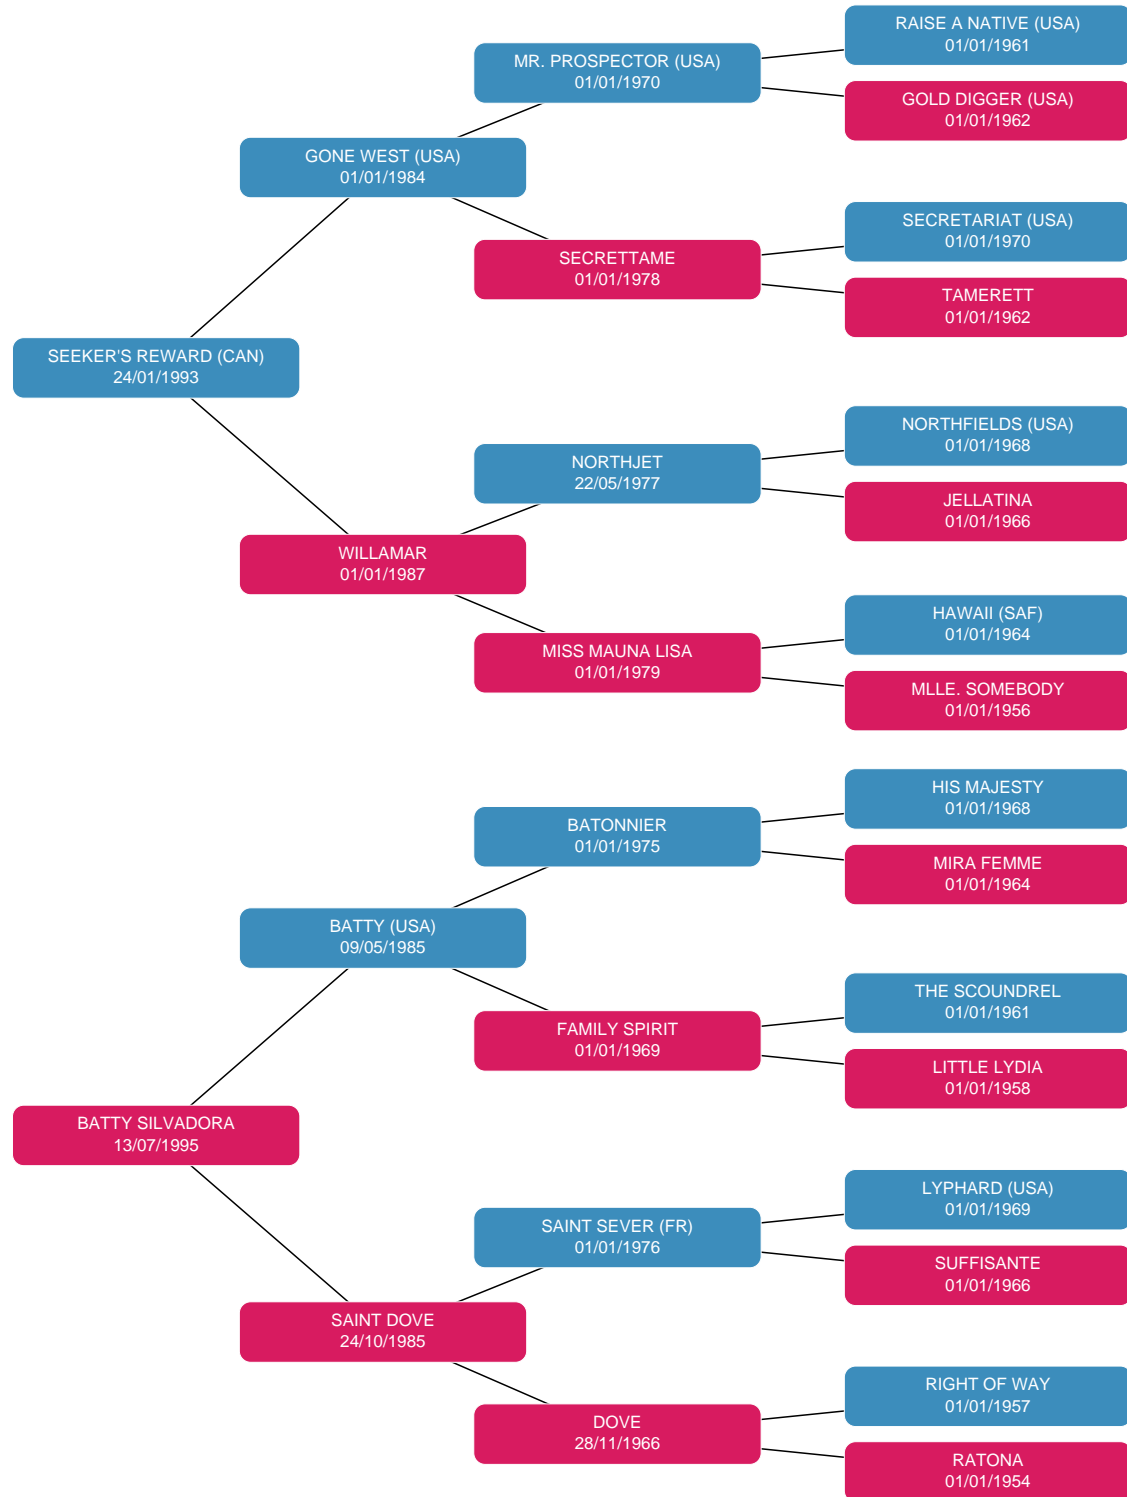 RAISE A NATIVE (USA)
01/01/1961
MR. PROSPECTOR (USA)
01/01/1970
GOLD DIGGER (USA)
01/01/1962
GONE WEST (USA)
01/01/1984
SECRETARIAT (USA)
01/01/1970
SECRETTAME
01/01/1978
TAMERETT
01/01/1962
SEEKER'S REWARD (CAN)
24/01/1993
NORTHFIELDS (USA)
01/01/1968
NORTHJET
22/05/1977
JELLATINA
01/01/1966
WILLAMAR
01/01/1987
HAWAII (SAF)
01/01/1964
MISS MAUNA LISA
01/01/1979
MLLE. SOMEBODY
01/01/1956
HIS MAJESTY
01/01/1968
BATONNIER
01/01/1975
MIRA FEMME
01/01/1964
BATTY (USA)
09/05/1985
THE SCOUNDREL
01/01/1961
FAMILY SPIRIT
01/01/1969
LITTLE LYDIA
01/01/1958
BATTY SILVADORA
13/07/1995
LYPHARD (USA)
01/01/1969
SAINT SEVER (FR)
01/01/1976
SUFFISANTE
01/01/1966
SAINT DOVE
24/10/1985
RIGHT OF WAY
01/01/1957
DOVE
28/11/1966
RATONA
01/01/1954